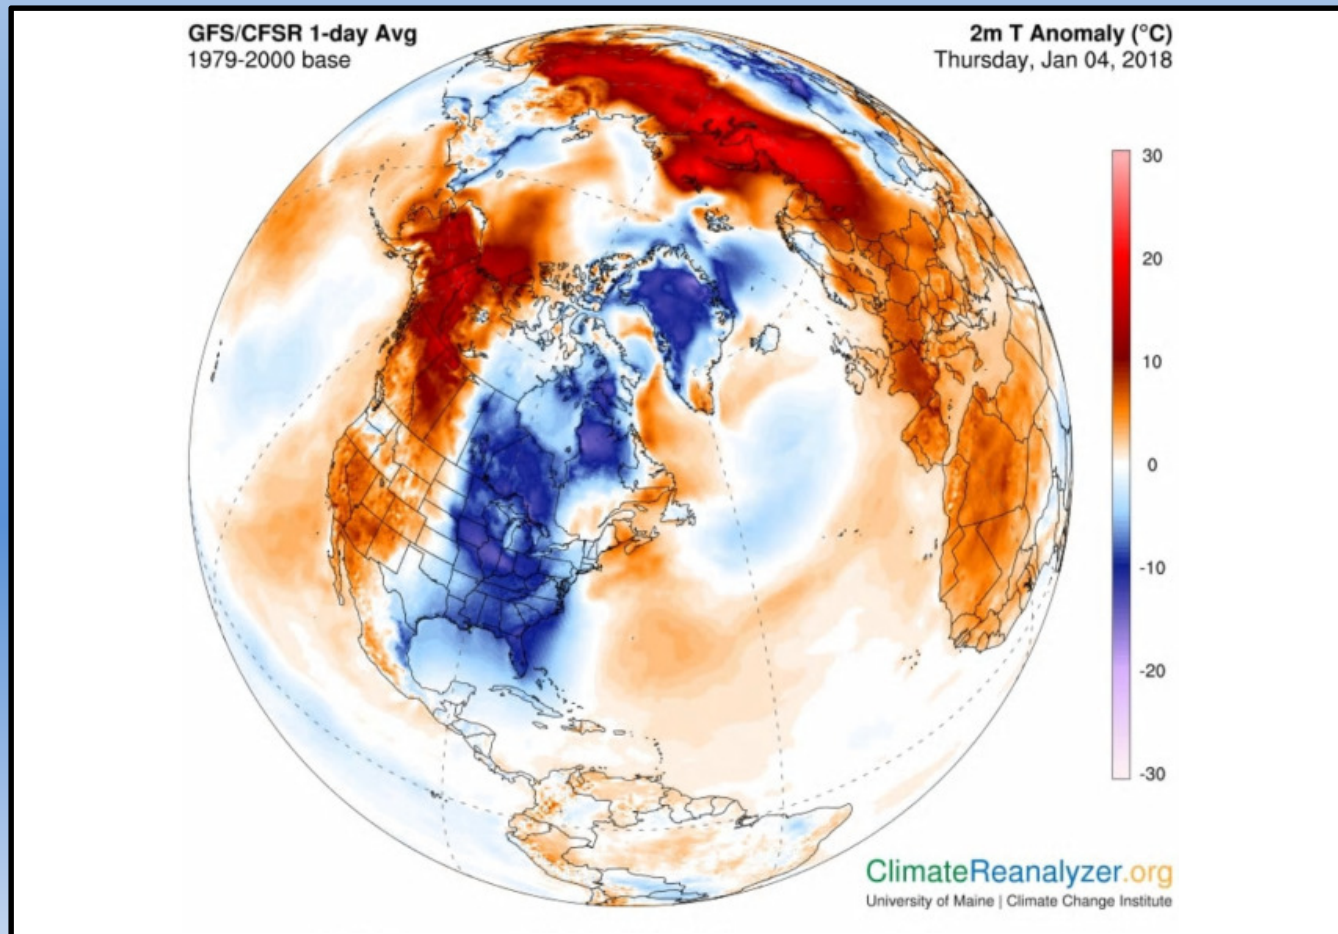 GFS/CFSR 1-day Avg
1979-2000 base
2m T Anomaly (°C)
Thursday, Jan 04, 2018
30
20
10
0
-10
-20
-30
ClimateReanalyzer.org
University of Maine | Climate Change Institute